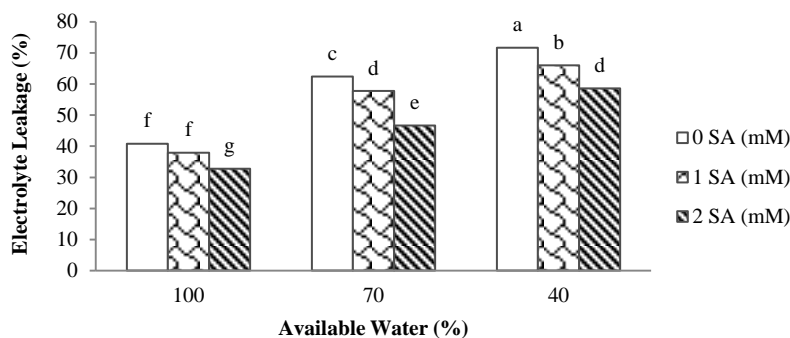 80
70
60
50
40
30
20
10
0
Electrolyte Leakage (%)
f
f
g
c
d
e
a
b
d
100
70
40
Available Water (%)
0 SA (mM)
1 SA (mM)
2 SA (mM)